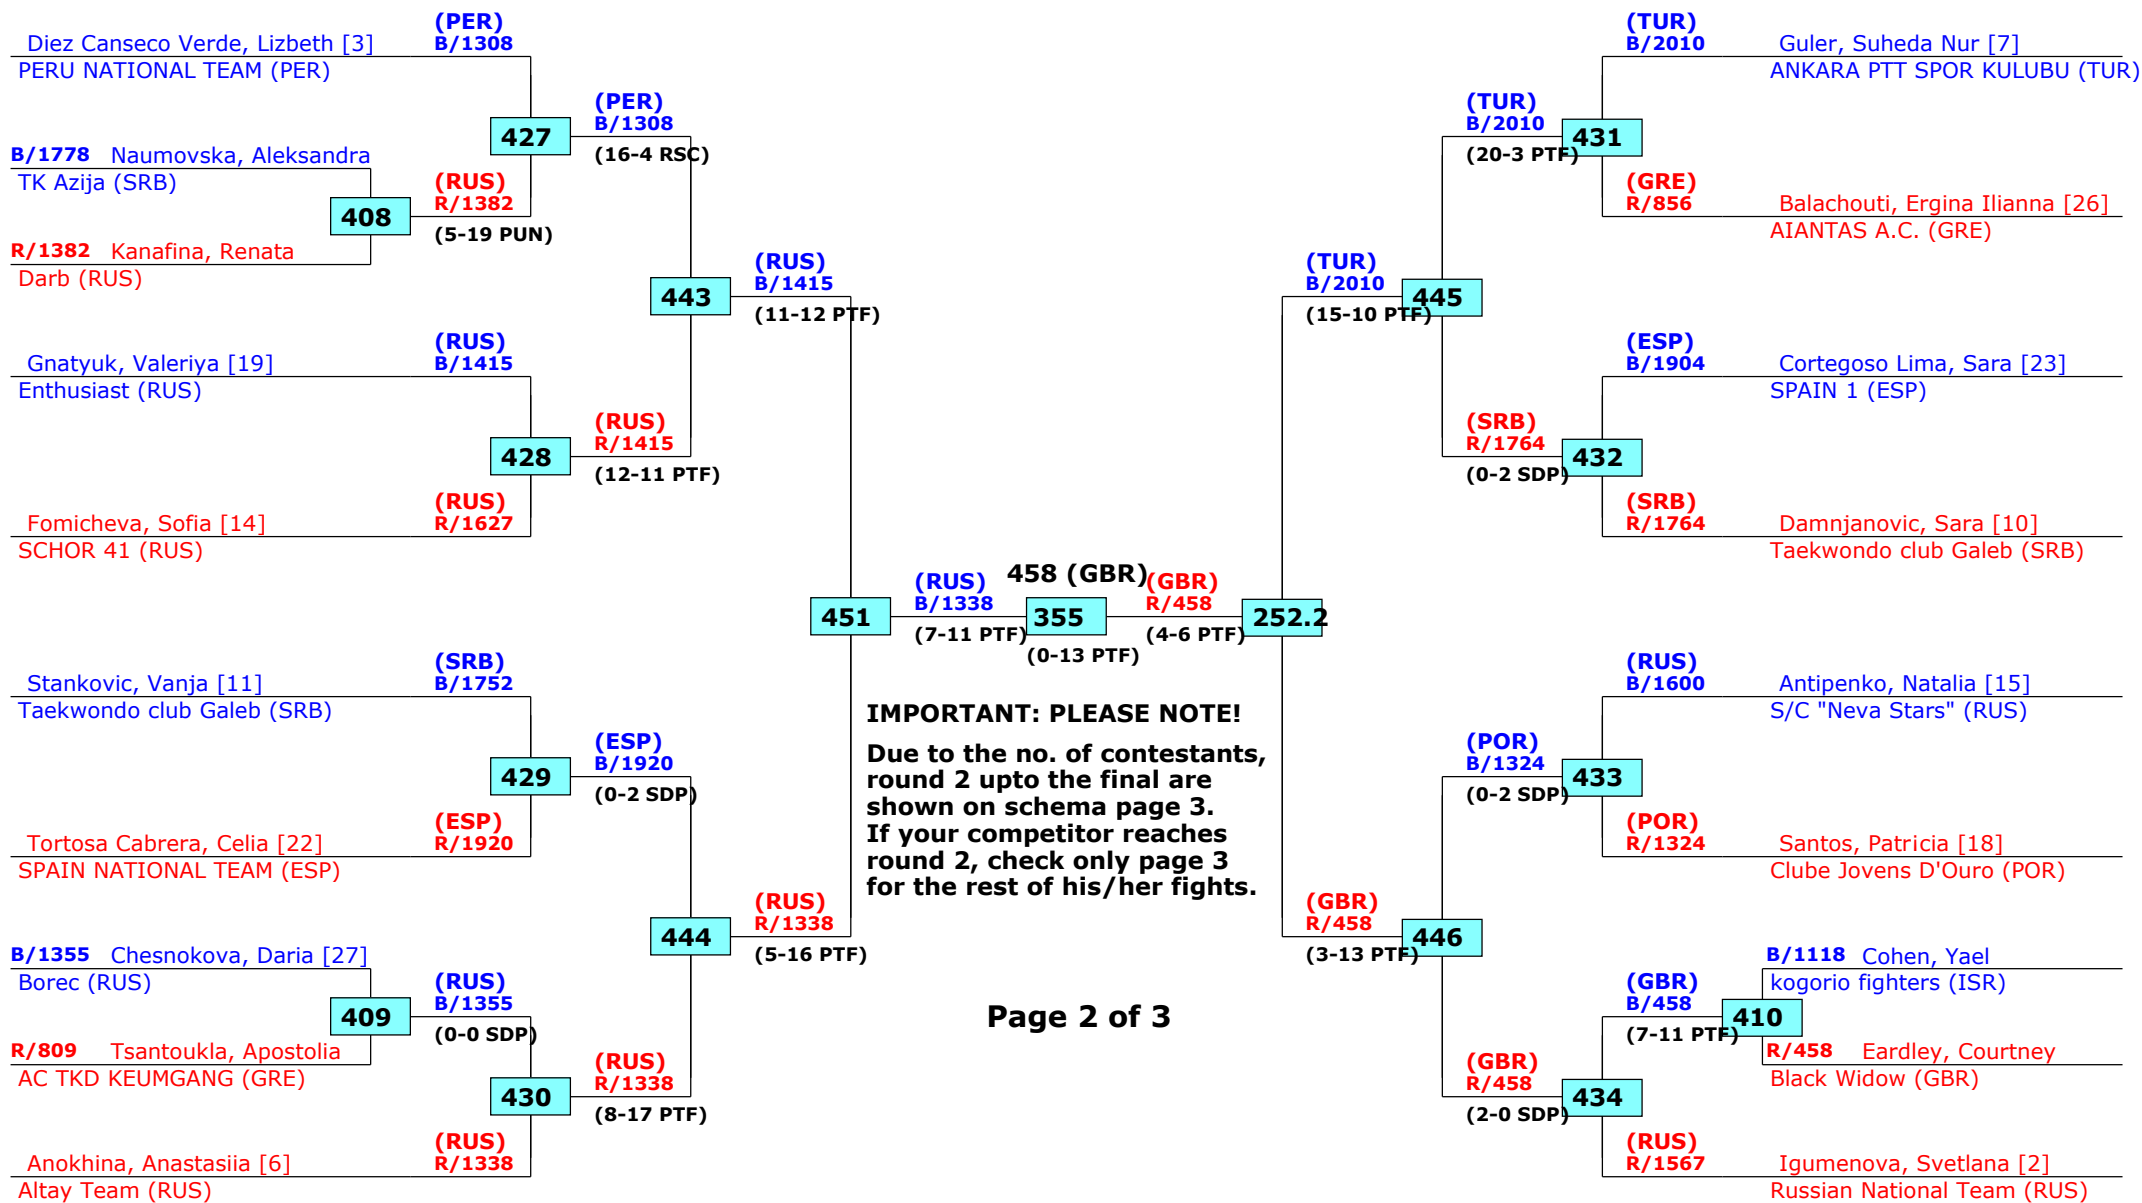 (PER)
Diez Canseco Verde, Lizbeth [3] B/1308
PERU NATIONAL TEAM (PER)
(PER)
B/1308
427
(16-4 RSC)
B/1778 Naumovska, Aleksandra
TK Azija (SRB)
(RUS)
R/1382
408
(5-19 PUN)
R/1382 Kanafina, Renata
Darb (RUS)
(RUS)
B/1415
443
(11-12 PTF)
(RUS)
Gnatyuk, Valeriya [19] B/1415
Enthusiast (RUS)
(RUS)
R/1415
428
(12-11 PTF)
(RUS)
Fomicheva, Sofia [14] R/1627
SCHOR 41 (RUS)
451
(RUS)
B/1338
(7-11 PTF)
458 (GBR)
355
(0-13 PTF)
(GBR)
R/458
(4-6 PTF)
252.2
(SRB)
Stankovic, Vanja [11] B/1752
Taekwondo club Galeb (SRB)
(ESP)
B/1920
429
(0-2 SDP)
(ESP)
Tortosa Cabrera, Celia [22] R/1920
SPAIN NATIONAL TEAM (ESP)
(RUS)
R/1338
444
(5-16 PTF)
B/1355 Chesnokova, Daria [27]
Borec (RUS)
(RUS)
B/1355
409
(0-0 SDP)
R/809 Tsantoukla, Apostolia
AC TKD KEUMGANG (GRE)
(RUS)
R/1338
430
(8-17 PTF)
(RUS)
Anokhina, Anastasiia [6] R/1338
Altay Team (RUS)
IMPORTANT: PLEASE NOTE!
Due to the no. of contestants,
round 2 upto the final are
shown on schema page 3.
If your competitor reaches
round 2, check only page 3
for the rest of his/her fights.
Page 2 of 3
(TUR)
B/2010 Guler, Suheda Nur [7]
ANKARA PTT SPOR KULUBU (TUR)
(TUR)
B/2010
431
(20-3 PTF)
(GRE)
R/856 Balachouti, Ergina Ilianna [26]
AIANTAS A.C. (GRE)
(TUR)
B/2010
445
(15-10 PTF)
(ESP)
B/1904 Cortegoso Lima, Sara [23]
SPAIN 1 (ESP)
(SRB)
R/1764
432
(0-2 SDP)
(SRB)
R/1764 Damnjanovic, Sara [10]
Taekwondo club Galeb (SRB)
(RUS)
B/1600 Antipenko, Natalia [15]
S/C "Neva Stars" (RUS)
(POR)
B/1324
433
(0-2 SDP)
(POR)
R/1324 Santos, Patricia [18]
Clube Jovens D'Ouro (POR)
(GBR)
R/458
446
(3-13 PTF)
B/1118 Cohen, Yael
kogorio fighters (ISR)
(GBR)
B/458
410
(7-11 PTF)
R/458 Eardley, Courtney
Black Widow (GBR)
(GBR)
R/458
434
(2-0 SDP)
(RUS)
R/1567 Igumenova, Svetlana [2]
Russian National Team (RUS)